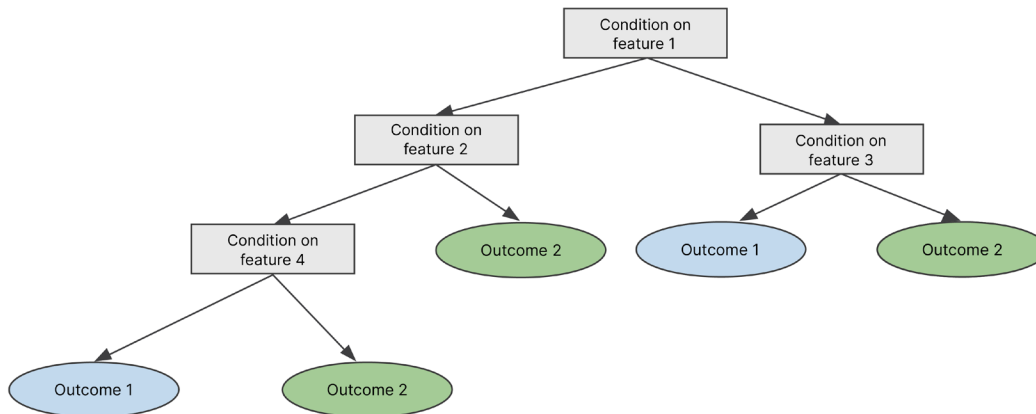 Condition on
feature 1
Condition on
feature 2
Condition on
feature 3
Condition on
feature 4
Outcome 2
Outcome 1
Outcome 2
Outcome 1
Outcome 2